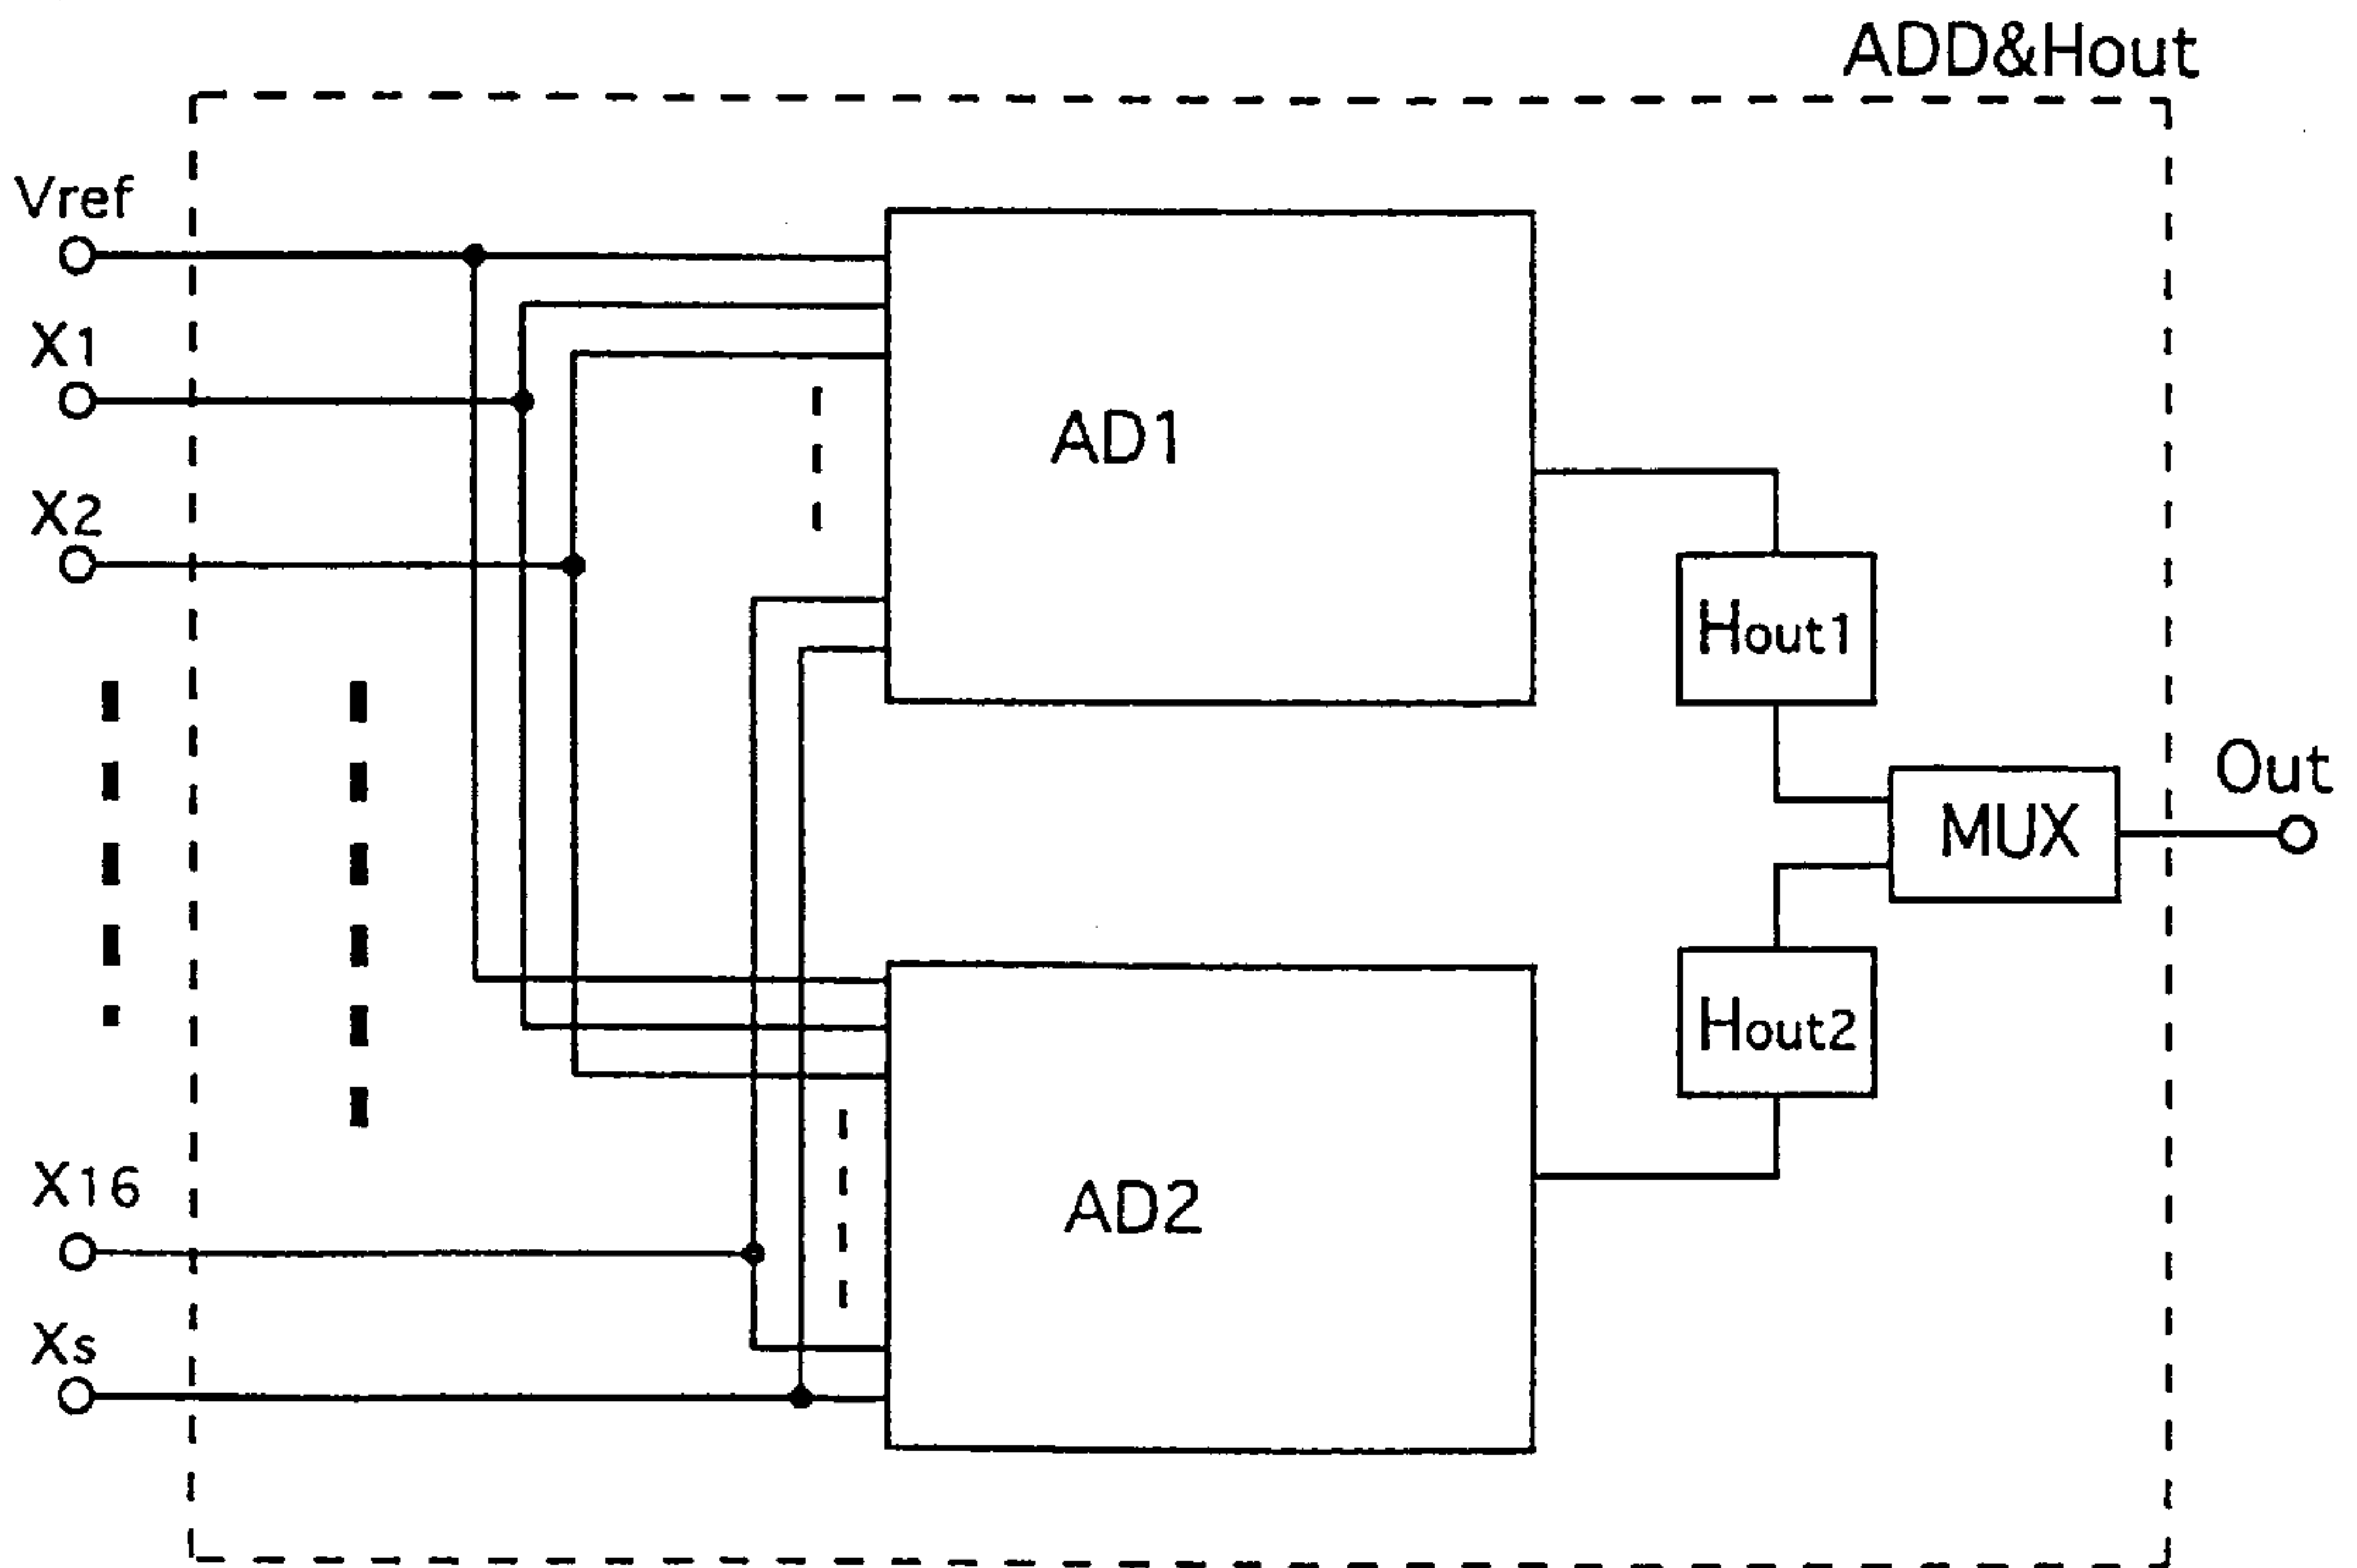 ADD&Hout
Vref
X1
AD1
X2
Hout1
Out
MUX
Hout2
X16
AD2
Xs